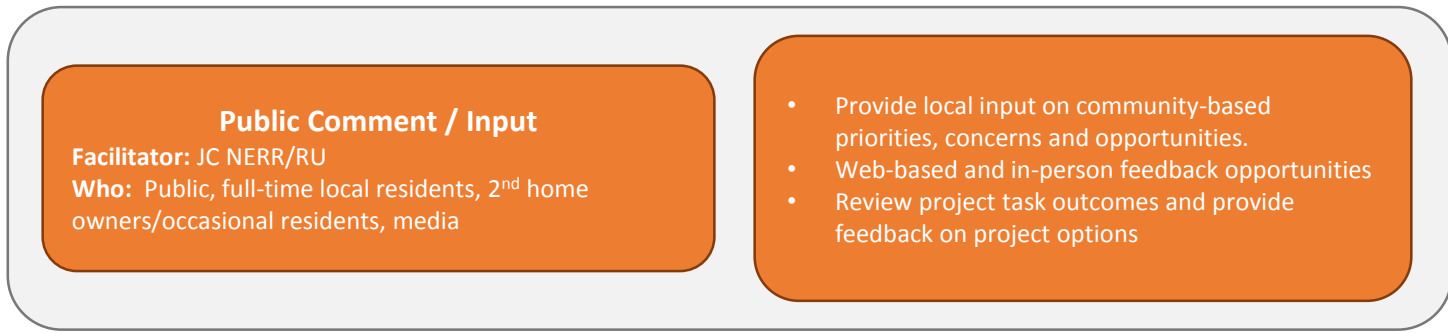 Public Comment / Input
Facilitator: JC NERR/RU
Who: Public, full-time local residents, 2nd home
owners/occasional residents, media
• Provide local input on community-based
priorities, concerns and opportunities.
• Web-based and in-person feedback opportunities
• Review project task outcomes and provide
feedback on project options